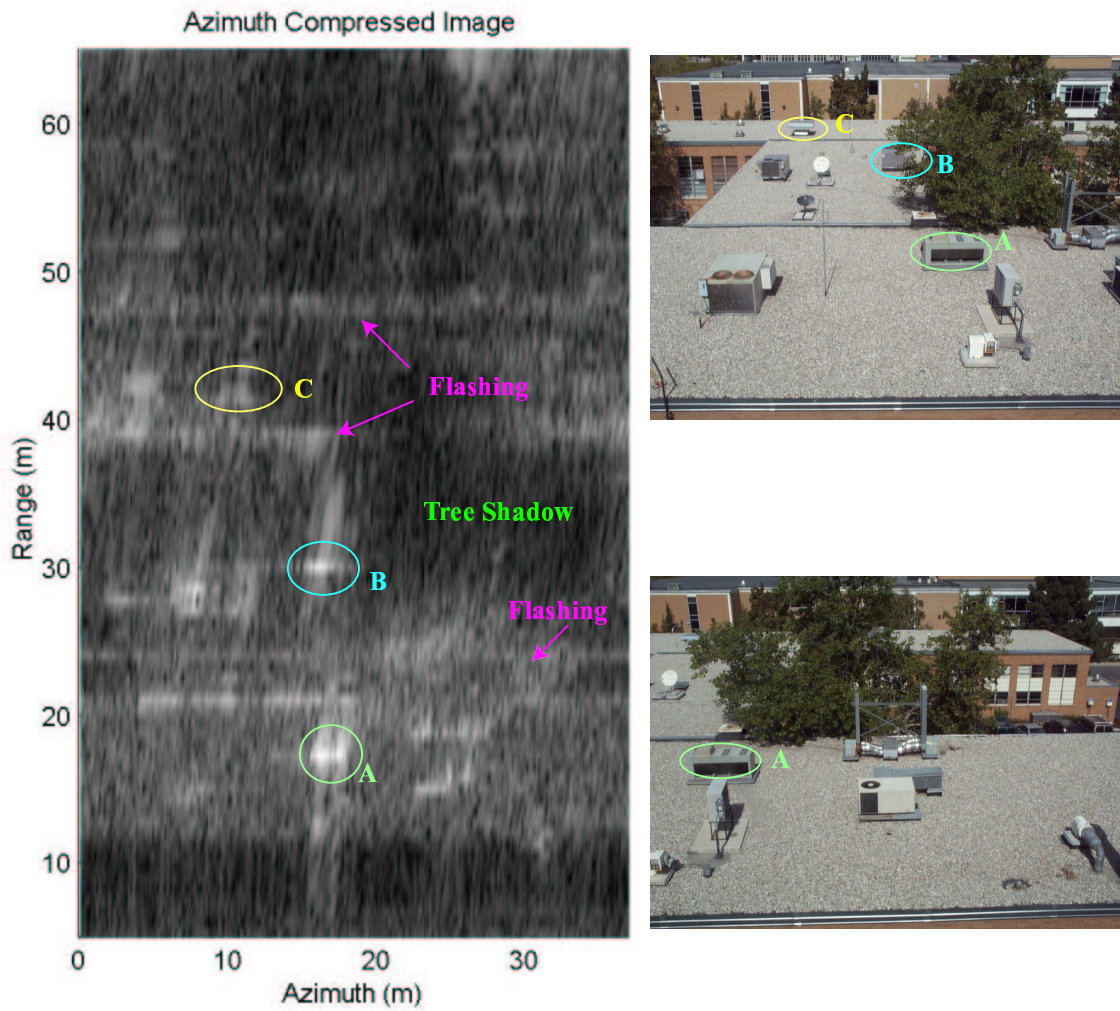 Azimuth Compressed Image
60
50
40
30
20
10
0
10
20
30
Range (m)
Azimuth (m)
Flashing
C
Tree Shadow
B
Flashing
A
C
B
A
A